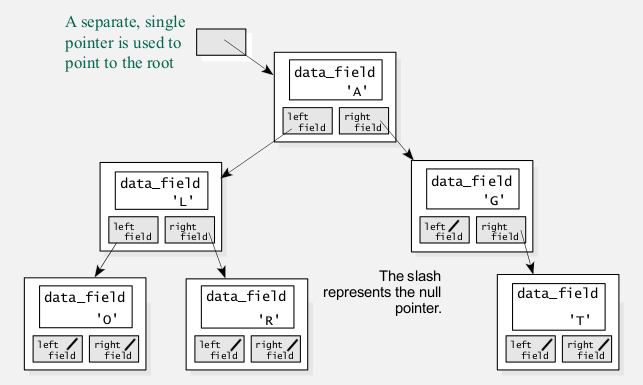 A separate, single
pointer is used to
point to the root
data_field
'A'
left
field
right
field
data_field
'L'
left
field
right
field
data_field
'G'
left
field
right
field
The slash
represents the null
pointer.
data_field
'O'
left
field
right
field
data_field
'R'
left
field
right
field
data_field
'T'
left
field
right
field